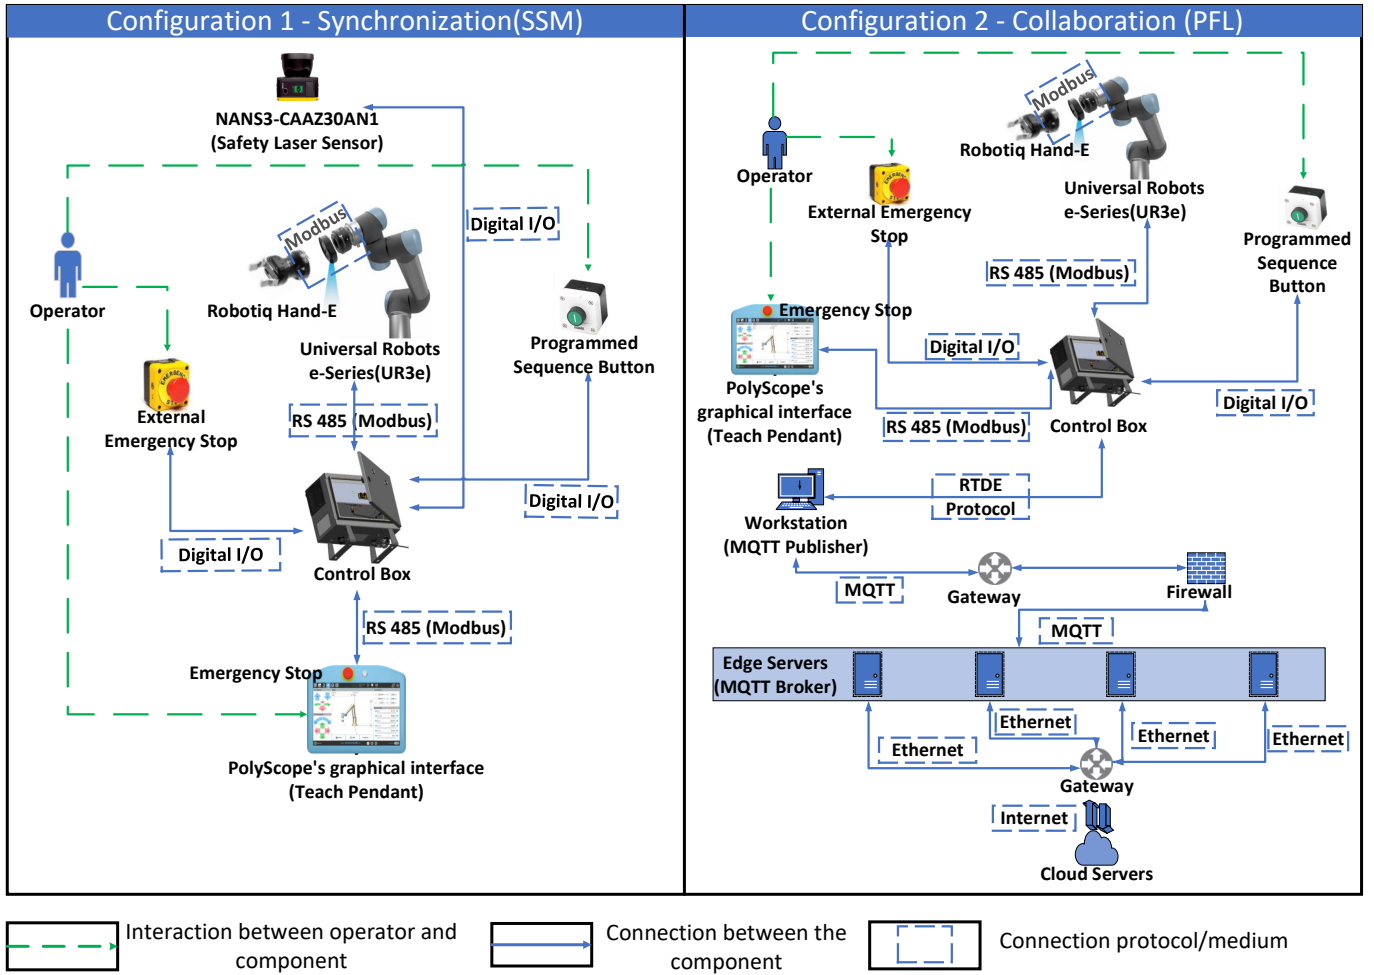 Configuration 1 - Synchronization(SSM)
NANS3-CAAZ30AN1
(Safety Laser Sensor)
Digital I/O
Modbus
Operator
Robotiq Hand-E
Universal Robots
e-Series(UR3e)
Programmed
Sequence Button
EMERGENCY
External
Emergency Stop
RS 485 (Modbus)
Digital I/O
Digital I/O
Control Box
RS 485 (Modbus)
Emergency Stop
PolyScope's graphical interface
(Teach Pendant)
Configuration 2 - Collaboration (PFL)
Modbus
Robotiq Hand-E
Operator
EMERGENCY
Universal Robots
e-Series(UR3e)
External Emergency
Stop
Programmed
Sequence
Button
RS 485 (Modbus)
Emergency Stop
Digital I/O
PolyScope's
graphical interface
(Teach Pendant)
RS 485 (Modbus)
Control Box
Digital I/O
RTDE
Protocol
Workstation
(MQTT Publisher)
MQTT
Gateway
Firewall
MQTT
Edge Servers
(MQTT Broker)
Ethernet
Ethernet
Ethernet
Ethernet
Gateway
Internet
Cloud Servers
Interaction between operator and
component
Connection between the
component
Connection protocol/medium